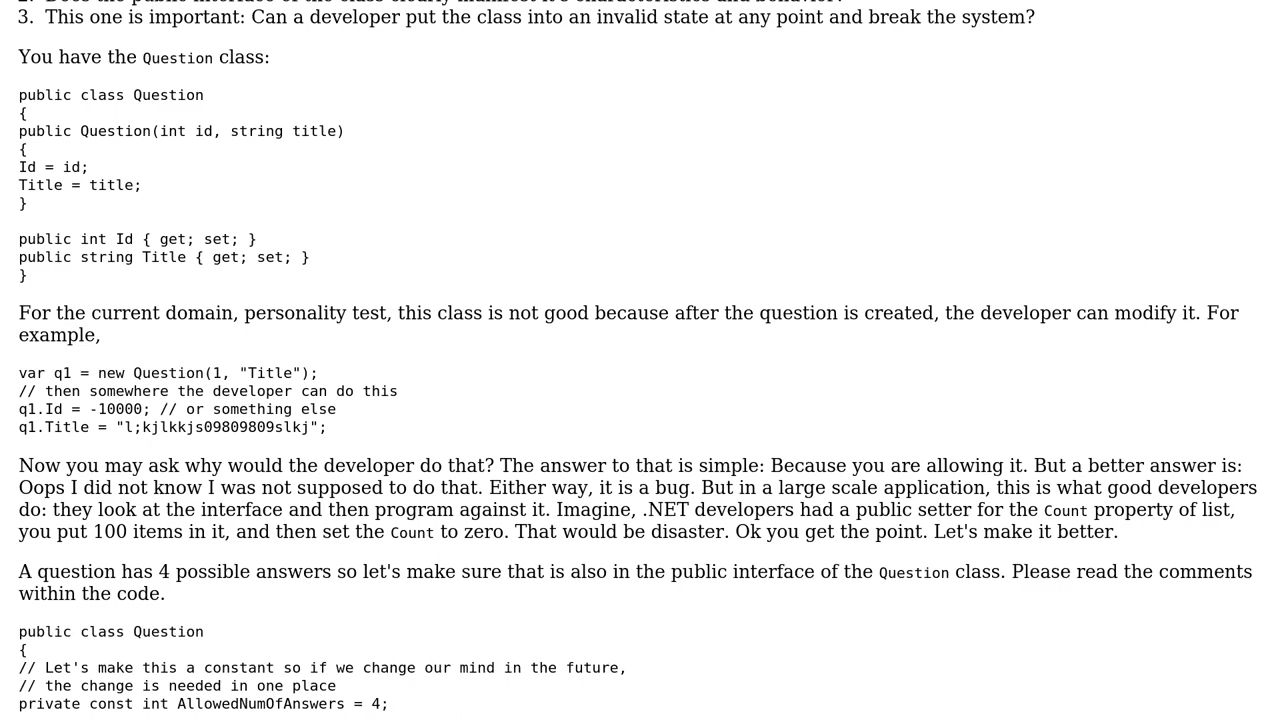 3. This one is important: Can a developer put the class into an invalid state at any point and break the system?
You have the Question class:
public class Question
{
public Question(int id, string title)
{
Id = id;
Title = title;
}
public int Id { get; set; }
public string Title { get; set; }
}
For the current domain, personality test, this class is not good because after the question is created, the developer can modify it. For
example,
var q1 = new Question(1, "Title");
// then somewhere the developer can do this
q1.Id = -10000; // or something else
q1.Title = "l;kjlkkjs09809809slkj";
Now you may ask why would the developer do that? The answer to that is simple: Because you are allowing it. But a better answer is:
Oops I did not know I was not supposed to do that. Either way, it is a bug. But in a large scale application, this is what good developers
do: they look at the interface and then program against it. Imagine, .NET developers had a public setter for the Count property of list,
you put 100 items in it, and then set the Count to zero. That would be disaster. Ok you get the point. Let's make it better.
A question has 4 possible answers so let's make sure that is also in the public interface of the Question class. Please read the comments
within the code.
public class Question
{
// Let's make this a constant so if we change our mind in the future,
// the change is needed in one place
private const int AllowedNumOfAnswers = 4;